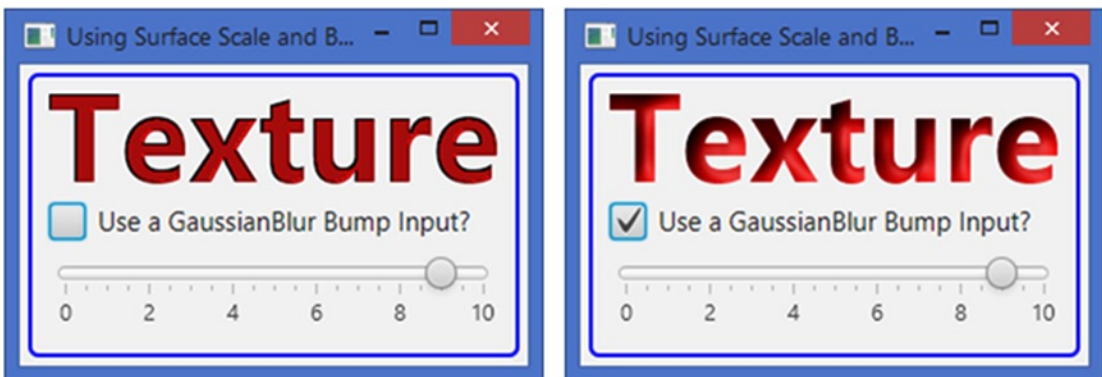 Using Surface Scale and B...
Texture
Use a GaussianBlur Bump Input?
0 2 4 6 8 10
Using Surface Scale and B...
Texture
Use a GaussianBlur Bump Input?
0 2 4 6 8 10